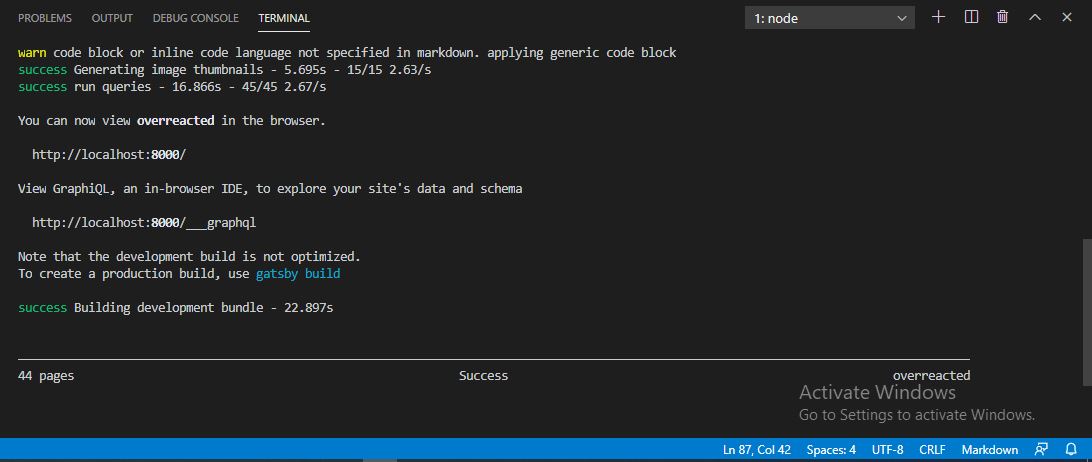 PROBLEMS OUTPUT DEBUG CONSOLE TERMINAL 1: node
warn code block or inline code language not specified in markdown. applying generic code block
success Generating image thumbnails - 5.695s - 15/15 2.63/s
success run queries - 16.866s - 45/45 2.67/s
You can now view overreacted in the browser.
http://localhost:8000/
View GraphiQL, an in-browser IDE, to explore your site's data and schema
http://localhost:8000/___graphql
Note that the development build is not optimized.
To create a production build, use gatsby build
success Building development bundle - 22.897s
44 pages Success overreacted
Activate Windows
Go to Settings to activate Windows.
Ln 87, Col 42 Spaces: 4 UTF-8 CRLF Markdown